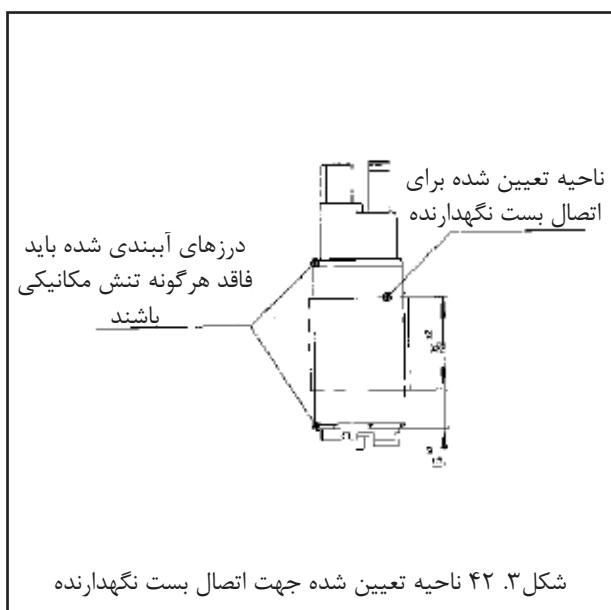 ناحیه تعیین شده برای
اتصال بست نگهدارنده
درزهای آببندی شده باید
فاقد هرگونه تنش مکانیکی
باشند
شکل۳. ۴۲ ناحیه تعیین شده جهت اتصال بست نگهدارنده